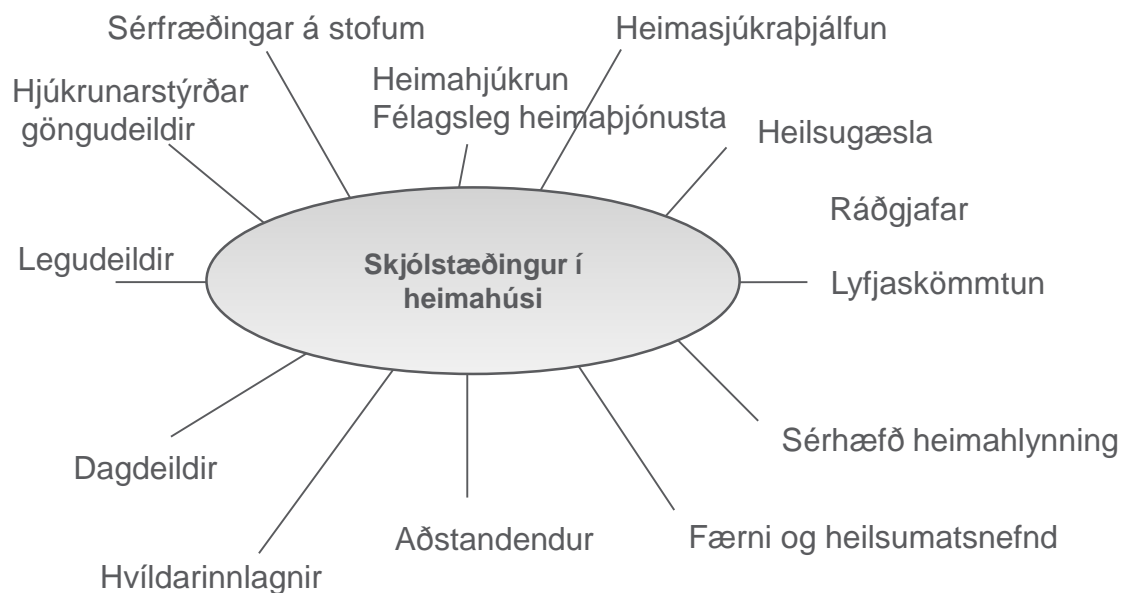 Sérfræðingar á stofum
Heimasjúkraþjálfun
Heimahjúkrun
Félagsleg heimaþjónusta
Hjúkrunarstýrðar
göngudeildir
Heilsugæsla
Ráðgjafar
Legudeildir
Skjólstæðingur í
heimahúsi
Lyfjaskömmtun
Sérhæfð heimahlynning
Dagdeildir
Aðstandendur
Færni og heilsumatsnefnd
Hvíldarinnlagnir